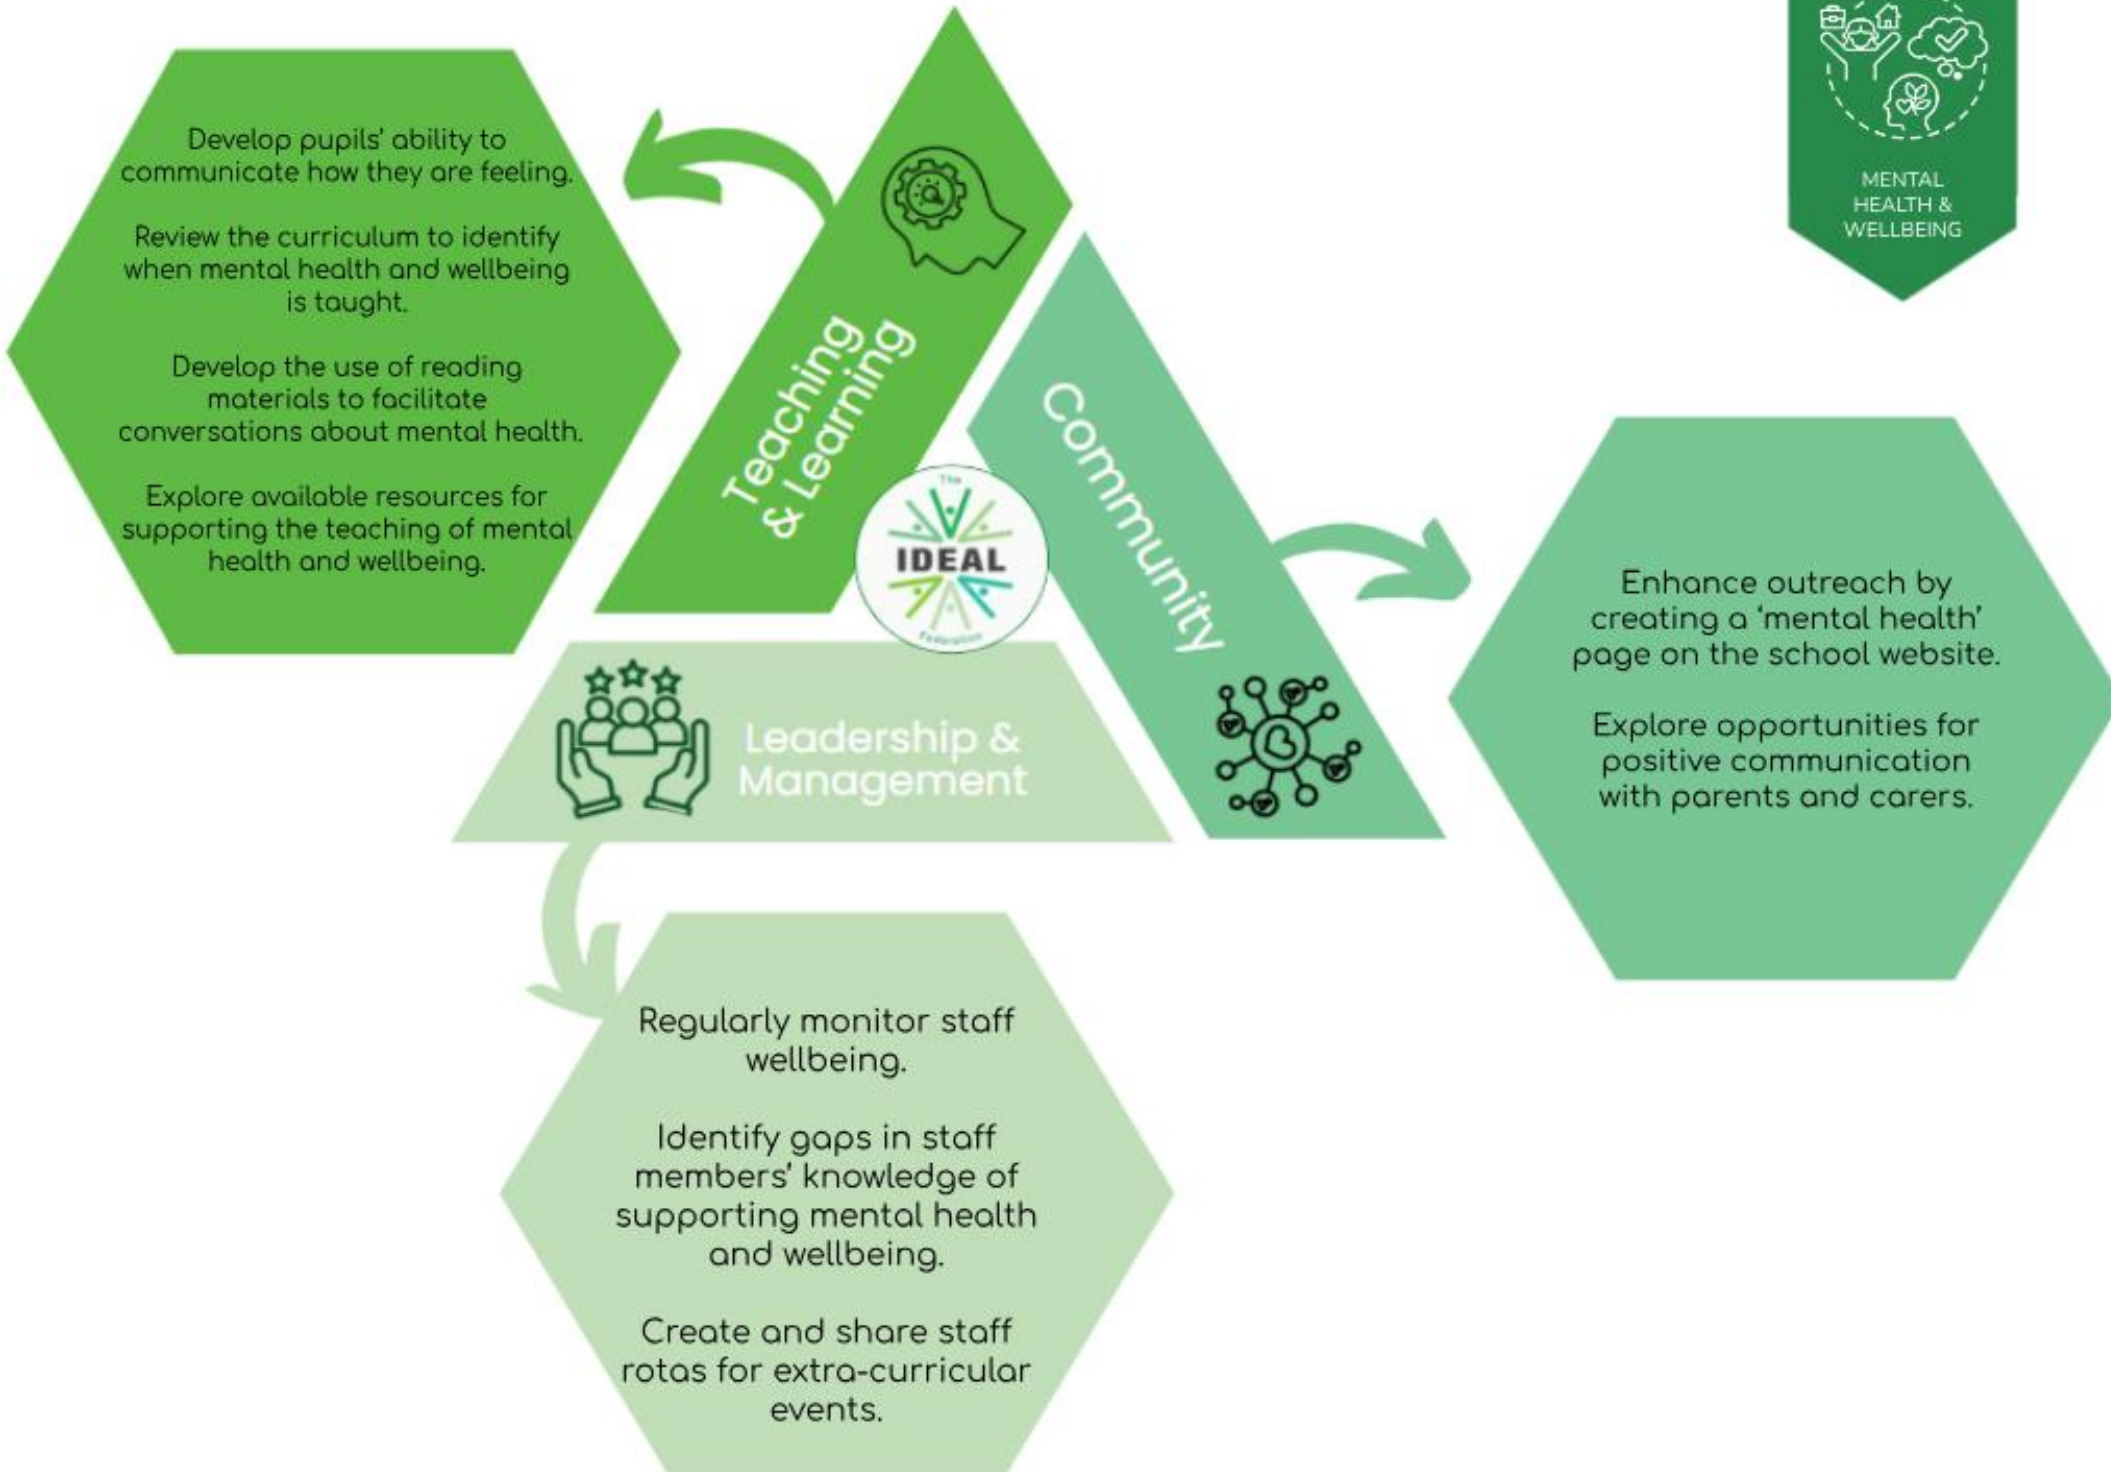 MENTAL
HEALTH &
WELLBEING
Develop pupils' ability to
communicate how they are feeling.
Review the curriculum to identify
when mental health and wellbeing
is taught.
Develop the use of reading
materials to facilitate
conversations about mental health.
Explore available resources for
supporting the teaching of mental
health and wellbeing.
Teaching
& Learning
Community
The
IDEAL
Federation
Leadership &
Management
Enhance outreach by
creating a ‘mental health’
page on the school website.
Explore opportunities for
positive communication
with parents and carers.
Regularly monitor staff
wellbeing.
Identify gaps in staff
members' knowledge of
supporting mental health
and wellbeing.
Create and share staff
rotas for extra-curricular
events.